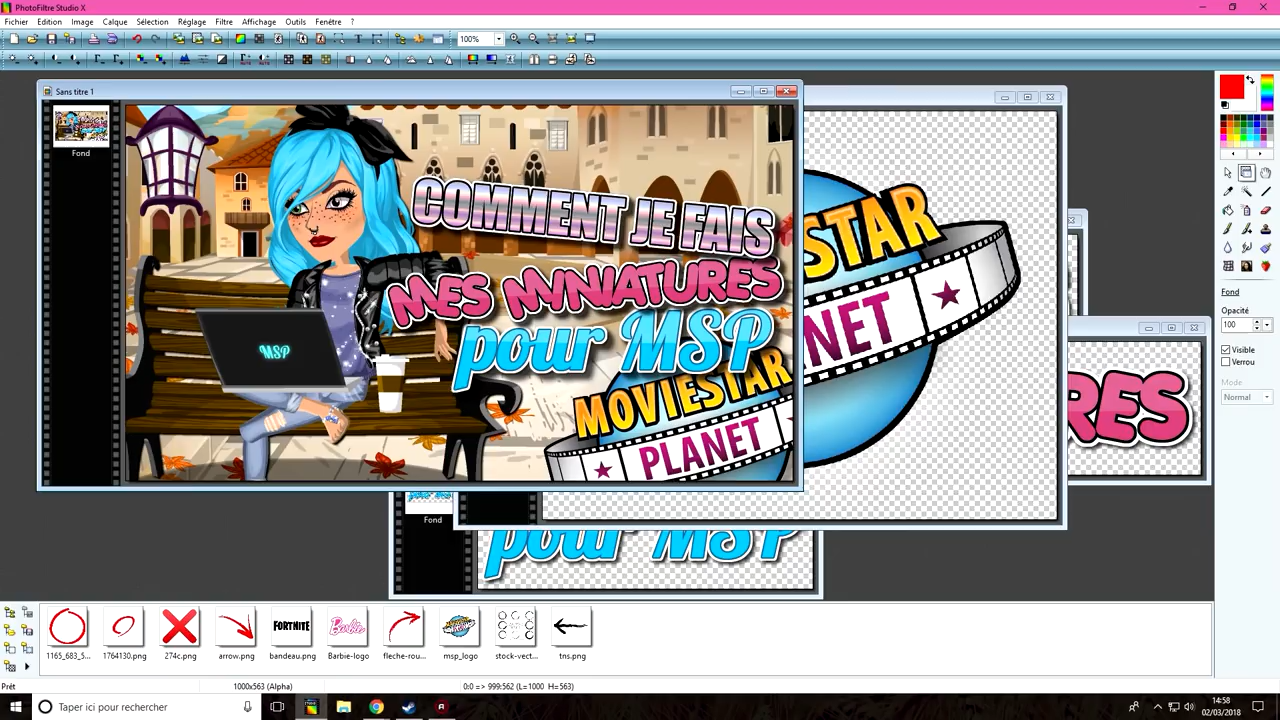 PhotoFiltre Studio X
Fichier Edition Image Calque Sélection Réglage Filtre Affichage Outils Fenêtre ?
100%
Sans titre 1
Fond
COMMENT JE FAIS
MES MINIATURES
pour MSP
MSP
MOVIESTAR
PLANET
STAR
NET
RES
Fond
pour MSP
Fond
Opacité
100
Visible
Verrou
Mode
Normal
FORTNITE
Barbie
1165_683_5... 1764130.png 274c.png arrow.png bandeau.png Barbie-logo fleche-rou... msp_logo stock-vect... tns.png
Prêt 1000x563 (Alpha) 0:0 => 999:562 (L=1000 H=563)
Taper ici pour rechercher
14:58
02/03/2018